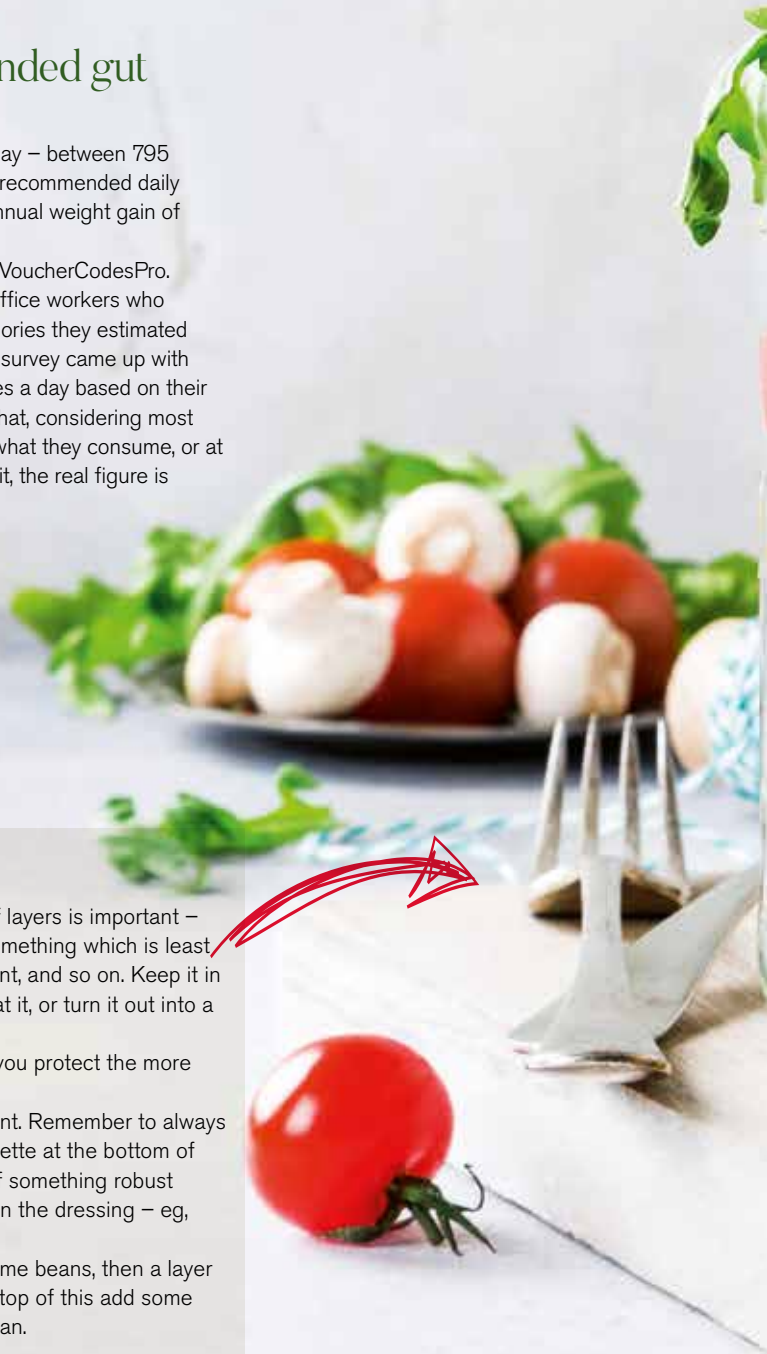 nded gut
ay – between 795
recommended daily
nnual weight gain of
VoucherCodesPro.
ffice workers who
ories they estimated
survey came up with
es a day based on their
hat, considering most
what they consume, or at
it, the real figure is
f layers is important –
omething which is least
nt, and so on. Keep it in
at it, or turn it out into a
you protect the more
nt. Remember to always
ette at the bottom of
f something robust
n the dressing – eg,
me beans, then a layer
top of this add some
an.